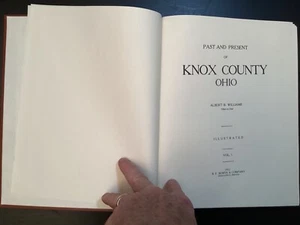 PAST AND PRESENT
OF
KNOX COUNTY
OHIO
ALBERT B. WILLIAMS
ILLUSTRATED
VOL. I